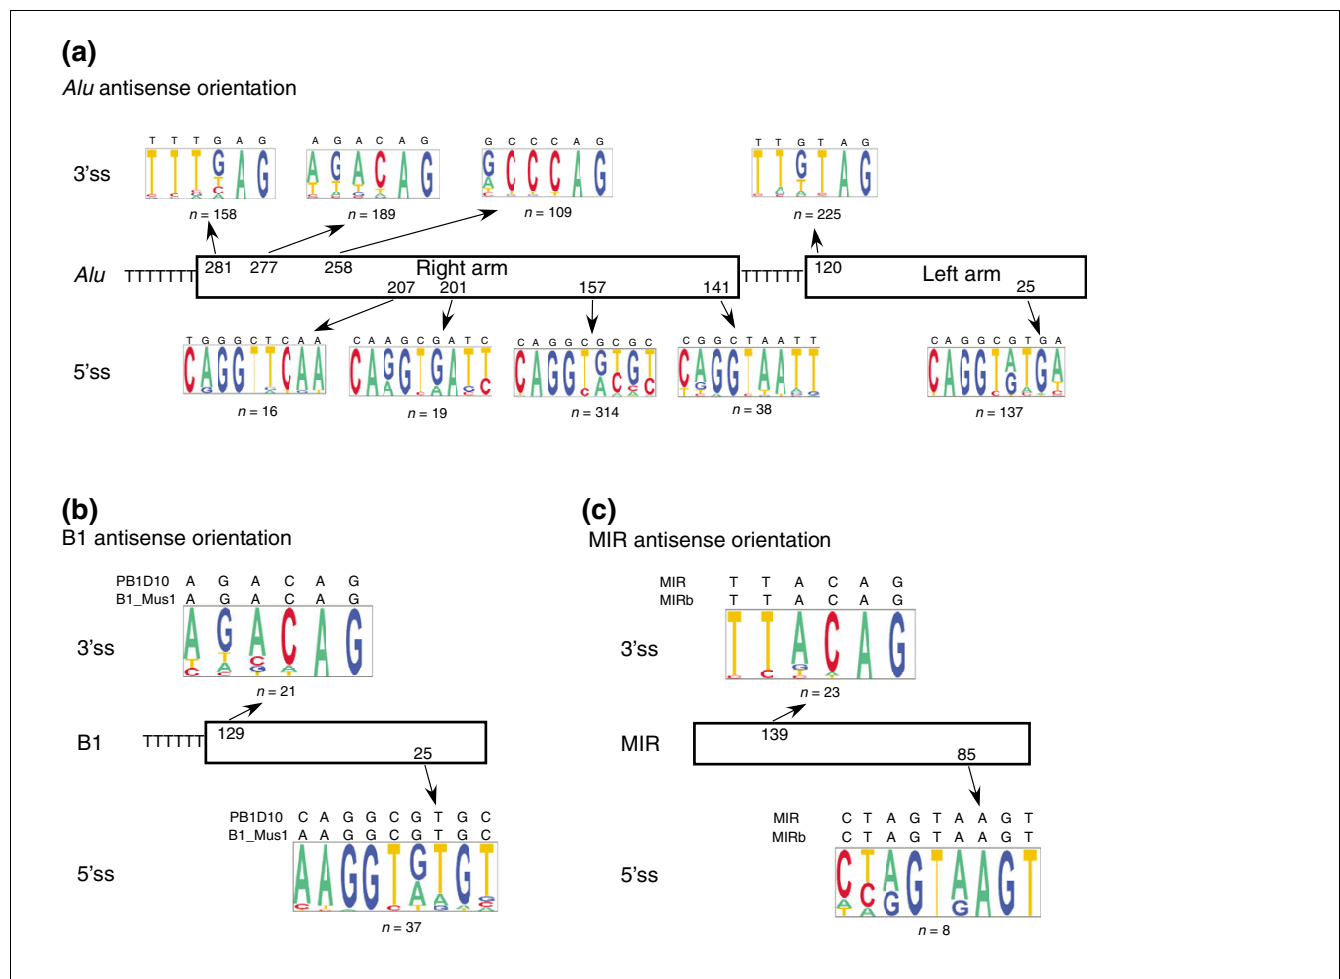 (a)
Alu antisense orientation
T T T G A G   A G A C A G   G C C C A G   T T G T A G
3'ss
n = 158   n = 189   n = 109   n = 225
Alu TTTTTTT 281 277 258 Right arm TTTTTT 120 Left arm
207 201 157 141 25
T G G G C T C A A   C A A G C G A T C   C A G G C G C G C   C G G C T A A T T   C A G G C G T G A
5'ss
n = 16   n = 19   n = 314   n = 38   n = 137
(b)
B1 antisense orientation
PB1D10 A G A C A G
B1_Mus1 A G A C A G
3'ss
n = 21
B1 TTTTTT 129
25
PB1D10 C A G G C G T G C
B1_Mus1 A A G G C G T G C
5'ss
n = 37
(c)
MIR antisense orientation
MIR T T A C A G
MIRb T T A C A G
3'ss
n = 23
MIR 139
85
MIR C T A G T A A G T
MIRb C T A G T A A G T
5'ss
n = 8